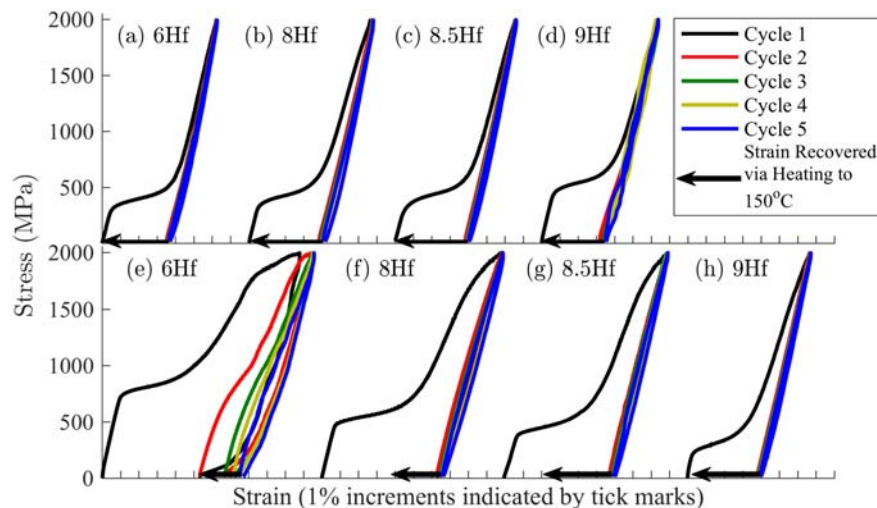 2000
1500
1000
500
0
Stress (MPa)
(a) 6Hf
(b) 8Hf
(c) 8.5Hf
(d) 9Hf
Cycle 1
Cycle 2
Cycle 3
Cycle 4
Cycle 5
Strain Recovered
via Heating to
150°C
2000
1500
1000
500
0
(e) 6Hf
(f) 8Hf
(g) 8.5Hf
(h) 9Hf
Strain (1% increments indicated by tick marks)